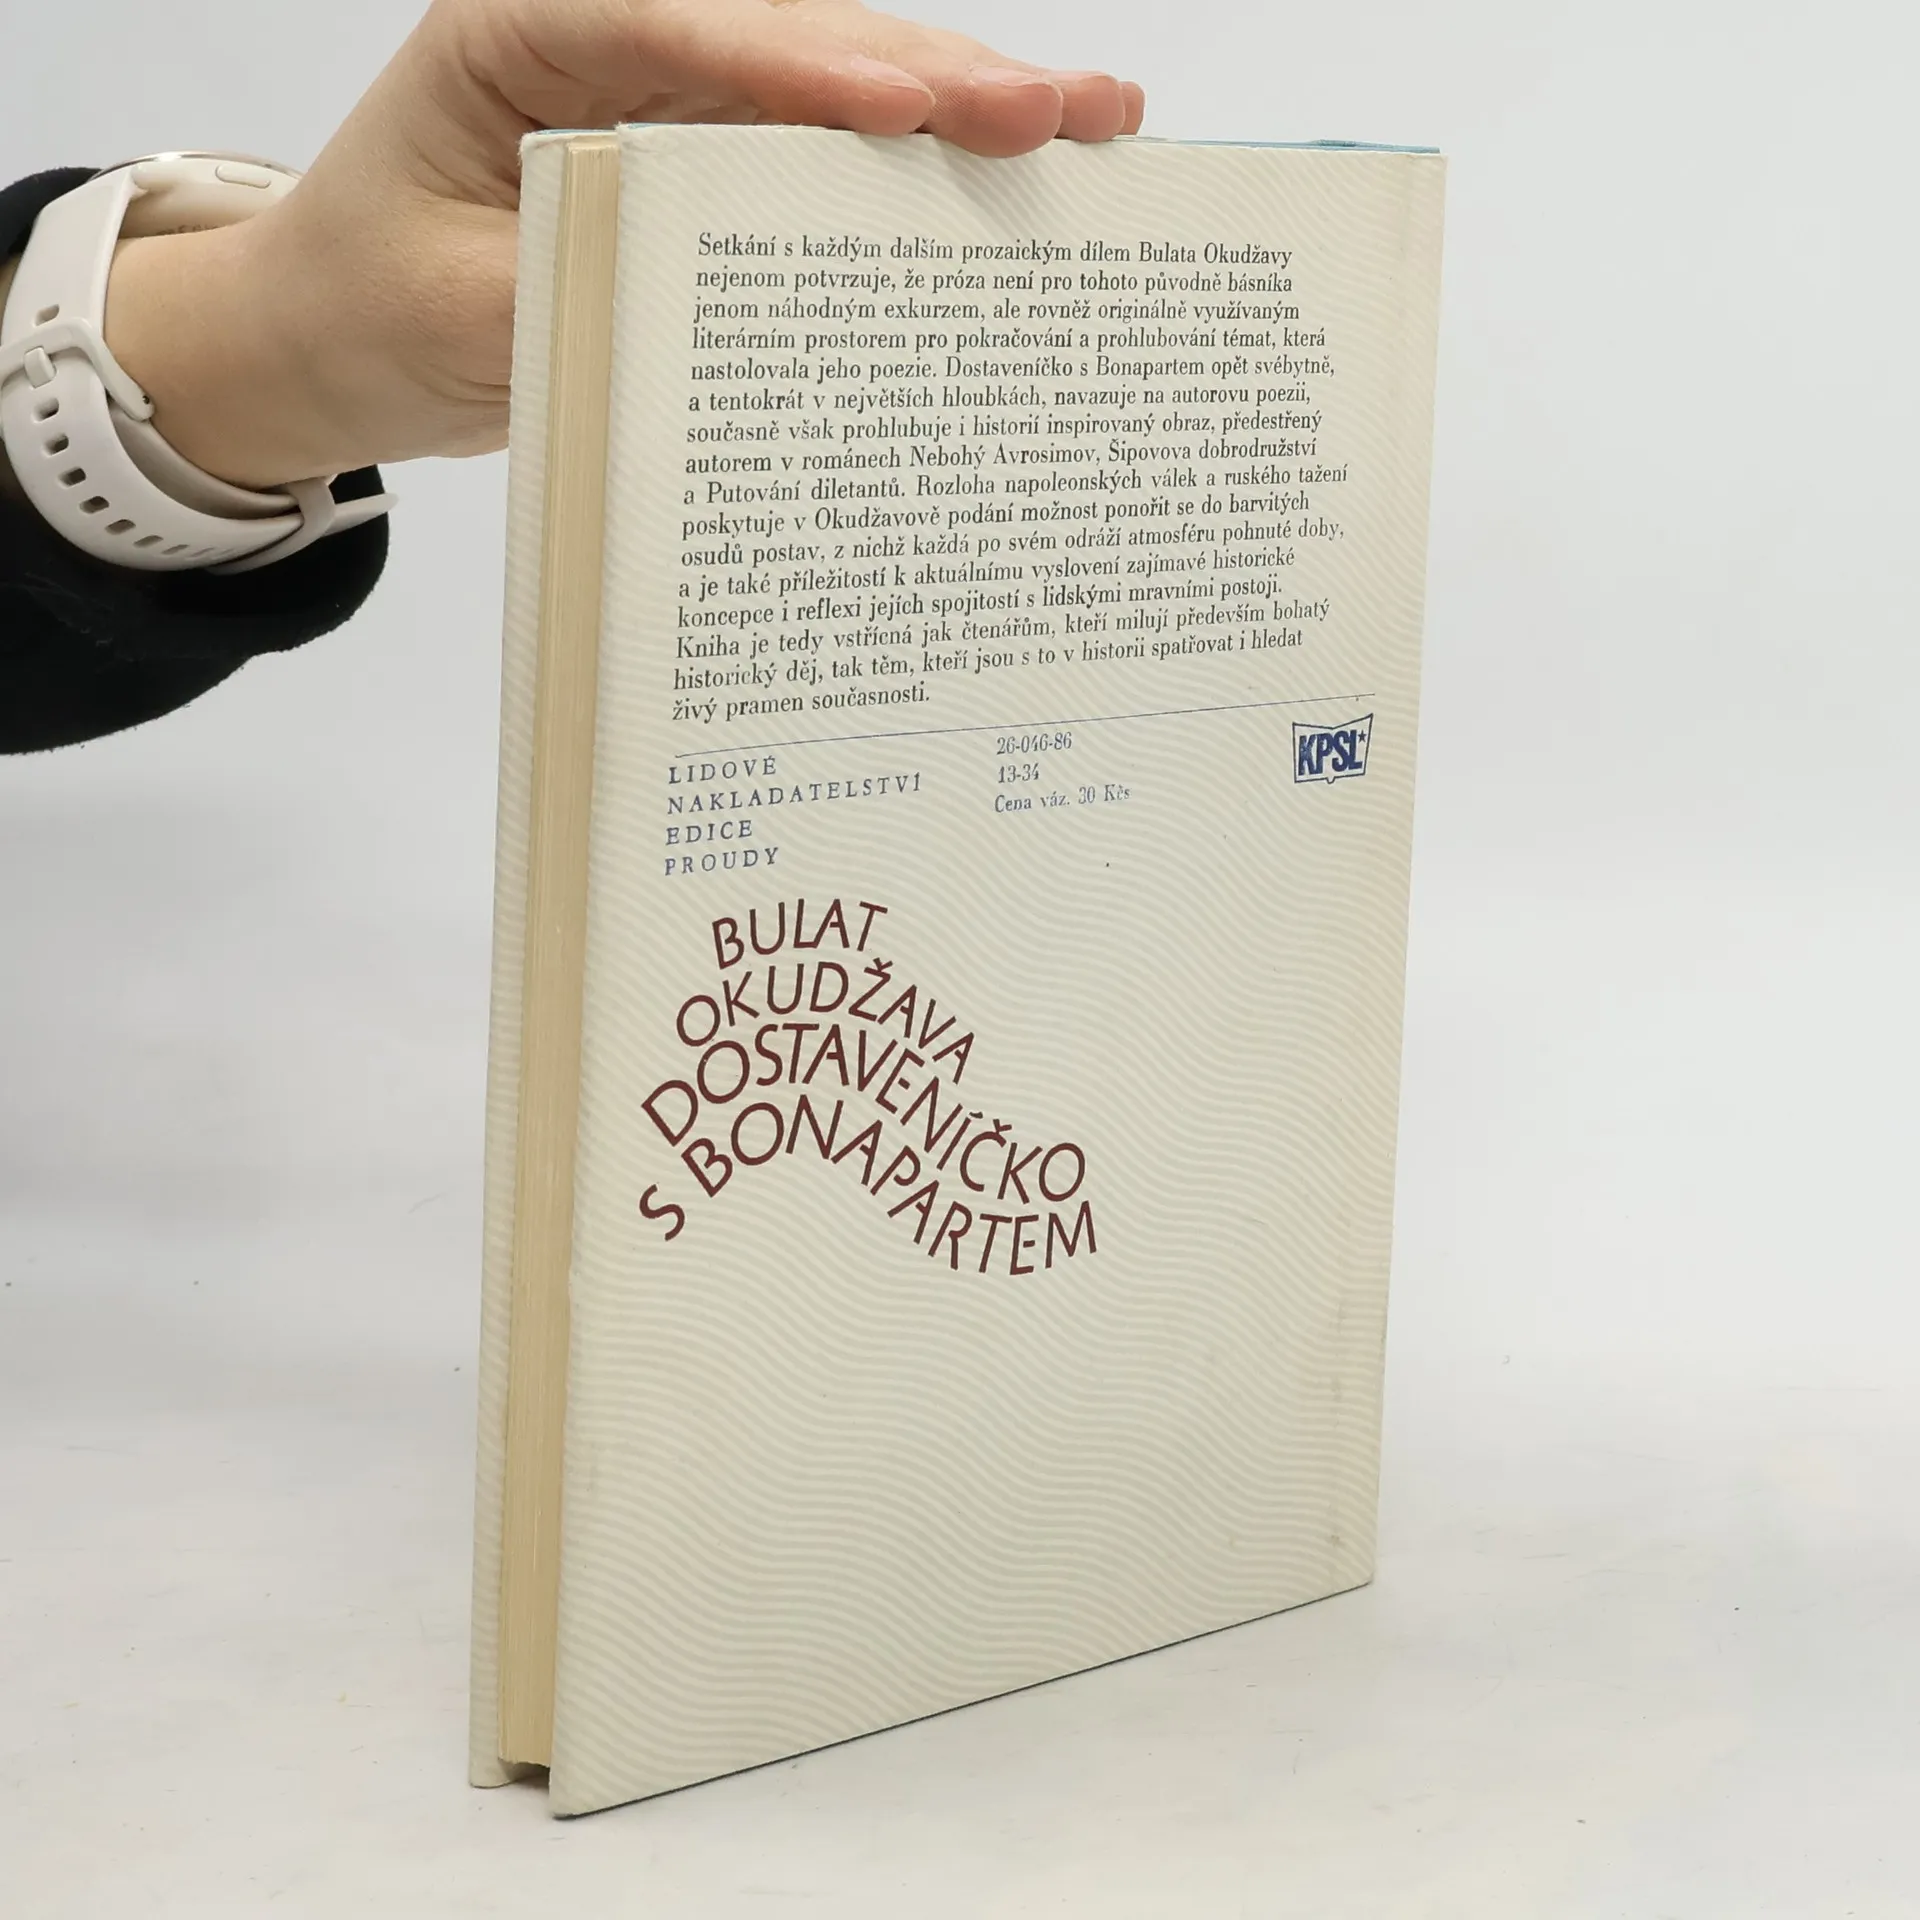 Setkání s každým dalším prozaickým dílem Bulata Okudžavy
nejenom potvrzuje, že próza není pro tohoto původně básníka
jenom náhodným exkurzem, ale rovněž originálně využívaným
literárním prostorem pro pokračování a prohlubování témat, která
nastolovala jeho poezie. Dostaveníčko s Bonapartem opět svébytně,
a tentokrát v největších hloubkách, navazuje na autorovu poezii,
současně však prohlubuje i historií inspirovaný obraz, předestřený
autorem v románech Nebohý Avrosimov, Šipovova dobrodružství
a Putování diletantů. Rozloha napoleonských válek a ruského tažení
poskytuje v Okudžavově podání možnost ponořit se do barvitých
osudů postav, z nichž každá po svém odráží atmosféru pohnuté doby,
a je také příležitostí k aktuálnímu vyslovení zajímavé historické
koncepce i reflexi jejích spojitostí s lidskými mravními postoji.
Kniha je tedy vstřícná jak čtenářům, kteří milují především bohatý
historický děj, tak těm, kteří jsou s to v historii spatřovat i hledat
živý pramen současnosti.
LIDOVÉ
NAKLADATELSTVÍ
EDICE
PROUDY
26-046-86
13-34
Cena váz. 30 Kčs
KPSL
BULAT
OKUDŽAVA
DOSTAVENÍČKO
S BONAPARTEM